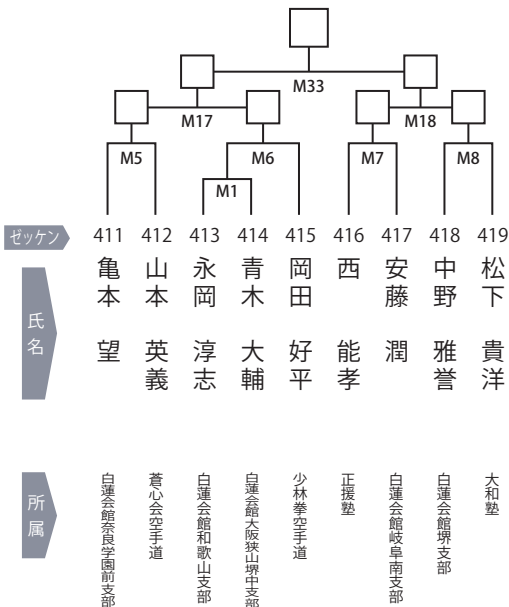 M33
M17
M18
M5
M6
M7
M8
M1
ゼッケン
411
412
413
414
415
416
417
418
419
氏名
亀本 望
山本 英義
永岡 淳志
青木 大輔
岡田 好平
西 能孝
安藤 潤
中野 雅誉
松下 貴洋
所属
白蓮会館奈良学園前支部
蒼心会空手道
白蓮会館和歌山支部
白蓮会館大阪狭山堺中支部
少林拳空手道
正援塾
白蓮会館岐阜南支部
白蓮会館堺支部
大和塾